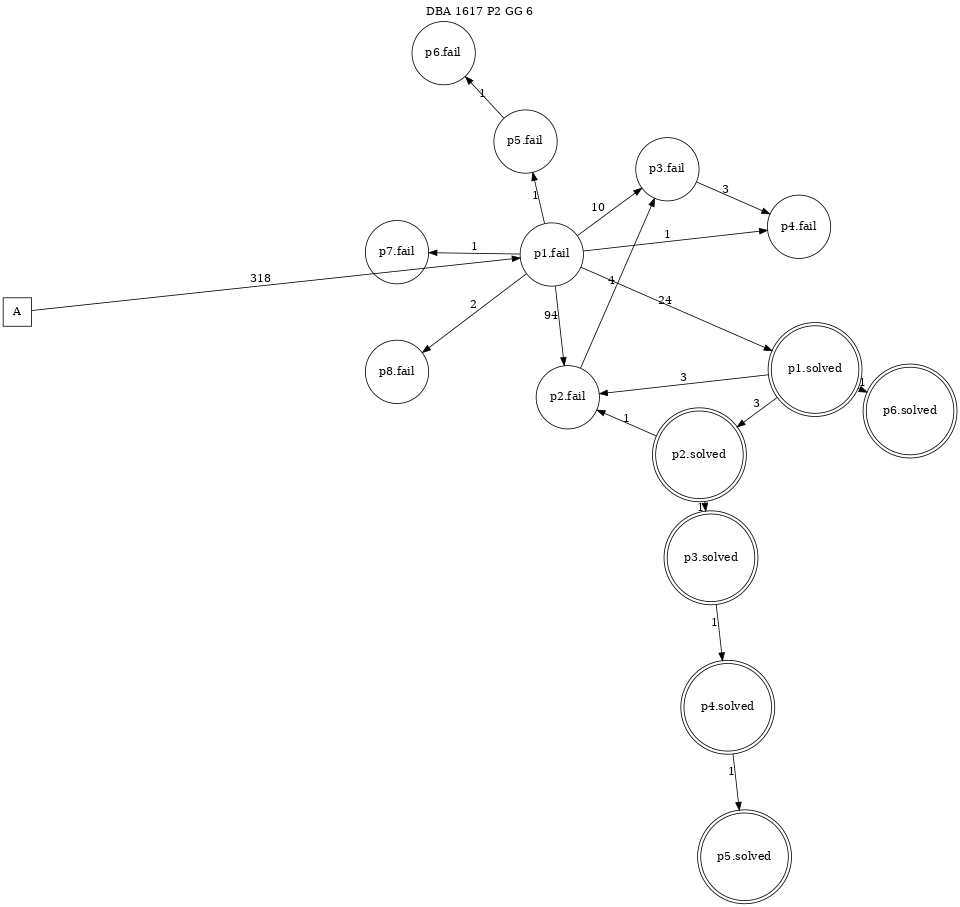 DBA 1617 P2 GG 6
p6.fail
1
p5.fail
p3.fail
3
1
10
p4.fail
1
p7.fail
1
p1.fail
318
4
24
2
94
A
p1.solved
p8.fail
3
1
p2.fail
3
p6.solved
1
p2.solved
1
p3.solved
1
p4.solved
1
p5.solved